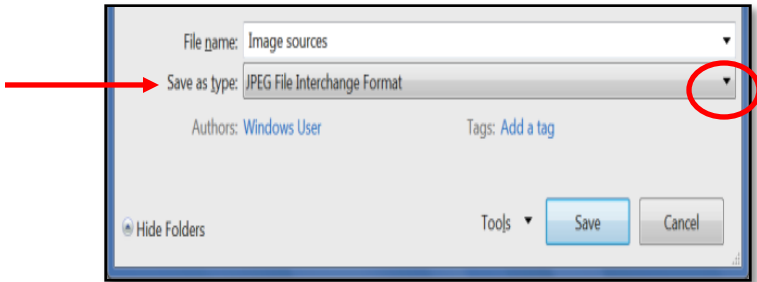 File name: Image sources
Save as type: JPEG File Interchange Format
Authors: Windows User Tags: Add a tag
Hide Folders Tools Save Cancel